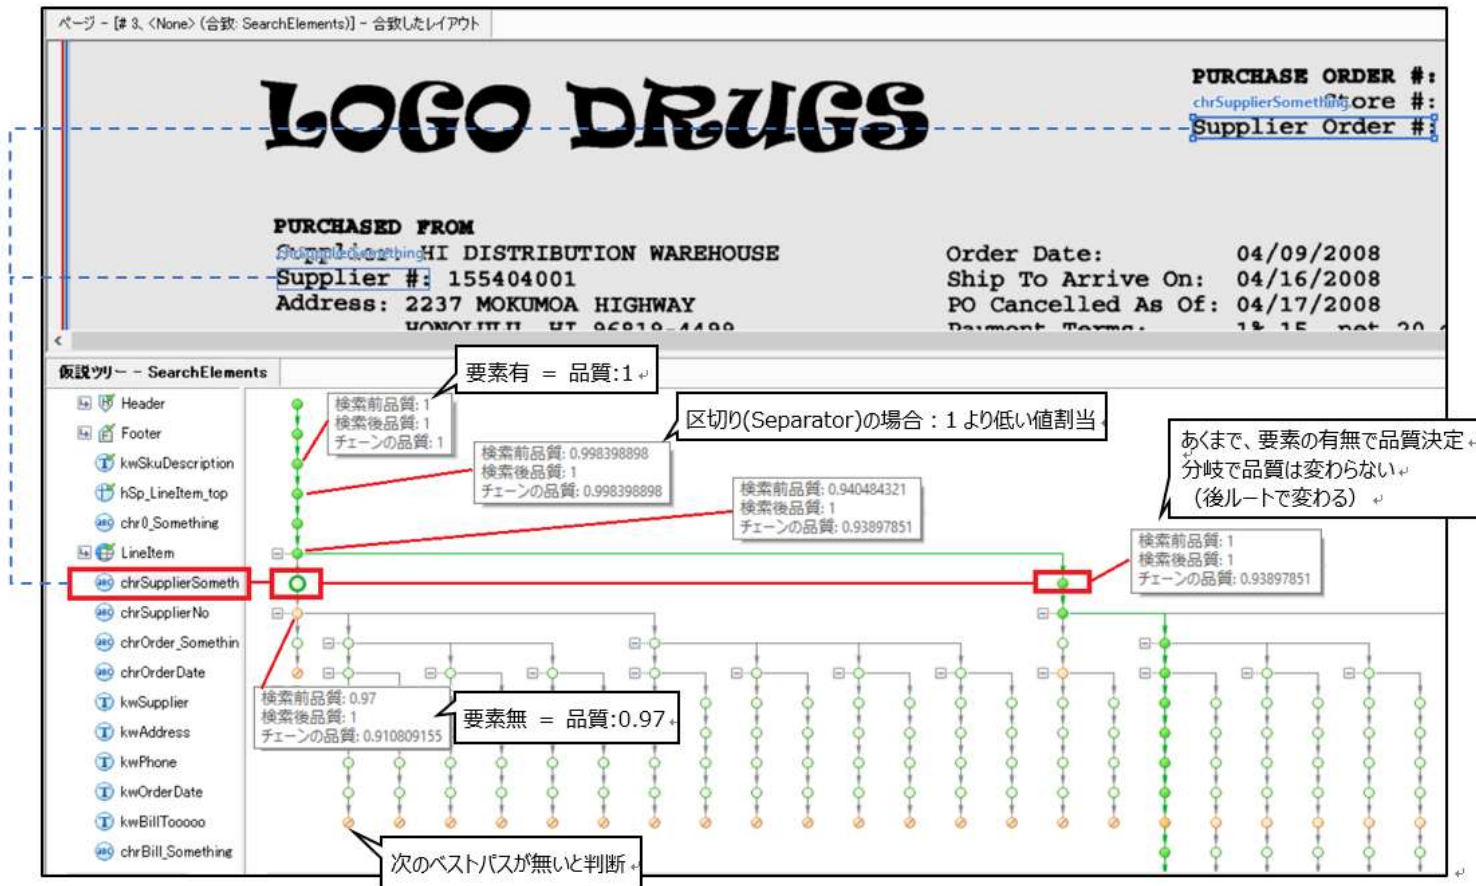 ページ - [# 3、<None> (合致: SearchElements)] - 合致したレイアウト
LOGO DRUGS
PURCHASE ORDER #:
chrSupplierSomething
Store #:
Supplier Order #:
PURCHASED FROM
Supplier: HI DISTRIBUTION WAREHOUSE
chrSupplierSomething
Supplier #: 155404001
Address: 2237 MOKUMOA HIGHWAY
HONOLULU HI 96819-4499
Order Date: 04/09/2008
Ship To Arrive On: 04/16/2008
PO Cancelled As Of: 04/17/2008
Payment Terms: 1% 15 net 20
仮説ツリー - SearchElements
Header
Footer
kwSkuDescription
hSp_LineItem_top
chr0_Something
LineItem
chrSupplierSometh
chrSupplierNo
chrOrder_Somethin
chrOrderDate
kwSupplier
kwAddress
kwPhone
kwOrderDate
kwBillTooooo
chrBill_Something
要素有 = 品質:1
検索前品質: 1
検索後品質: 1
チェーンの品質: 1
区切り(Separator)の場合：1 より低い値割当
検索前品質: 0.998398898
検索後品質: 1
チェーンの品質: 0.998398898
検索前品質: 0.940484321
検索後品質: 1
チェーンの品質: 0.93897851
あくまで、要素の有無で品質決定
分岐で品質は変わらない
（後ルートで変わる）
検索前品質: 1
検索後品質: 1
チェーンの品質: 0.93897851
検索前品質: 0.97
検索後品質: 1
チェーンの品質: 0.910809155
要素無 = 品質:0.97
次のベストパスが無いと判断